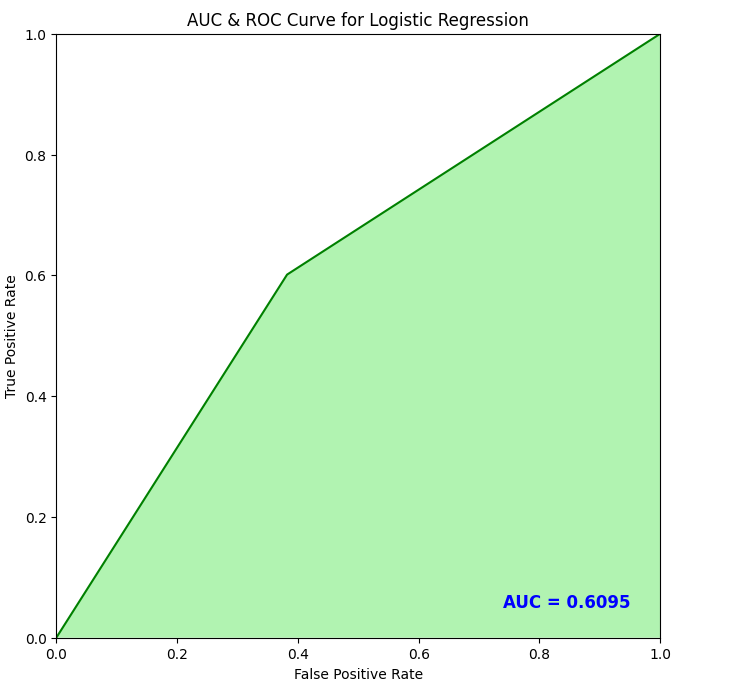 AUC & ROC Curve for Logistic Regression
1.0
0.8
0.6
0.4
0.2
0.0
True Positive Rate
AUC = 0.6095
0.0 0.2 0.4 0.6 0.8 1.0
False Positive Rate